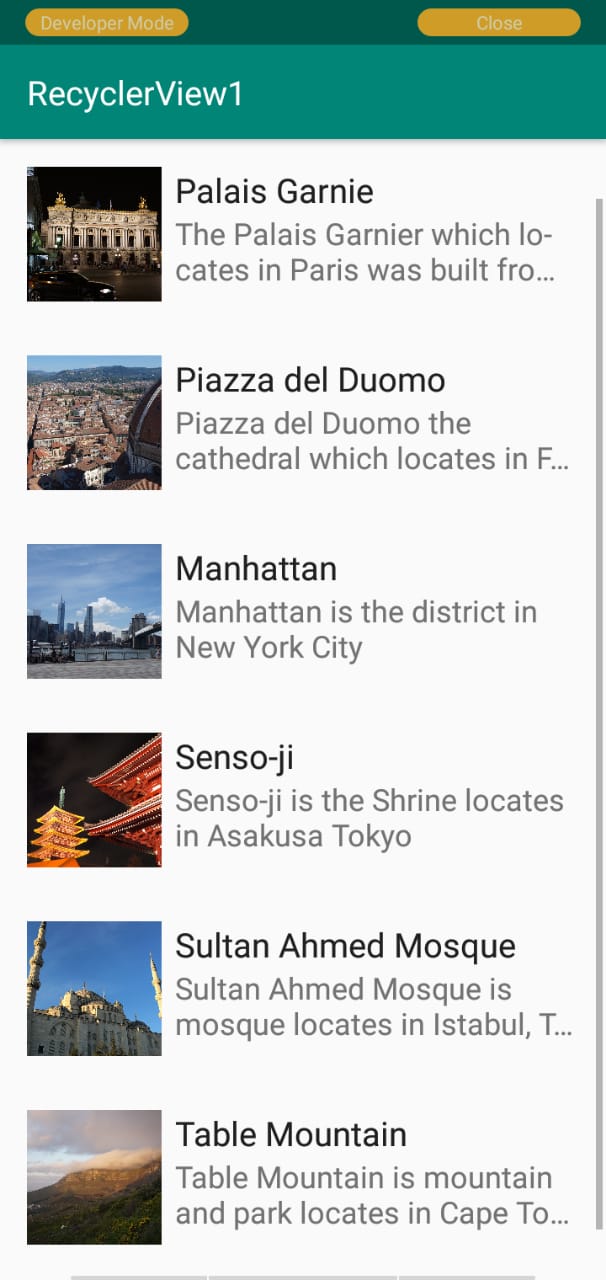 Developer Mode
Close
RecyclerView1
Palais Garnie
The Palais Garnier which lo-
cates in Paris was built fro…
Piazza del Duomo
Piazza del Duomo the
cathedral which locates in F…
Manhattan
Manhattan is the district in
New York City
Senso-ji
Senso-ji is the Shrine locates
in Asakusa Tokyo
Sultan Ahmed Mosque
Sultan Ahmed Mosque is
mosque locates in Istabul, T…
Table Mountain
Table Mountain is mountain
and park locates in Cape To…